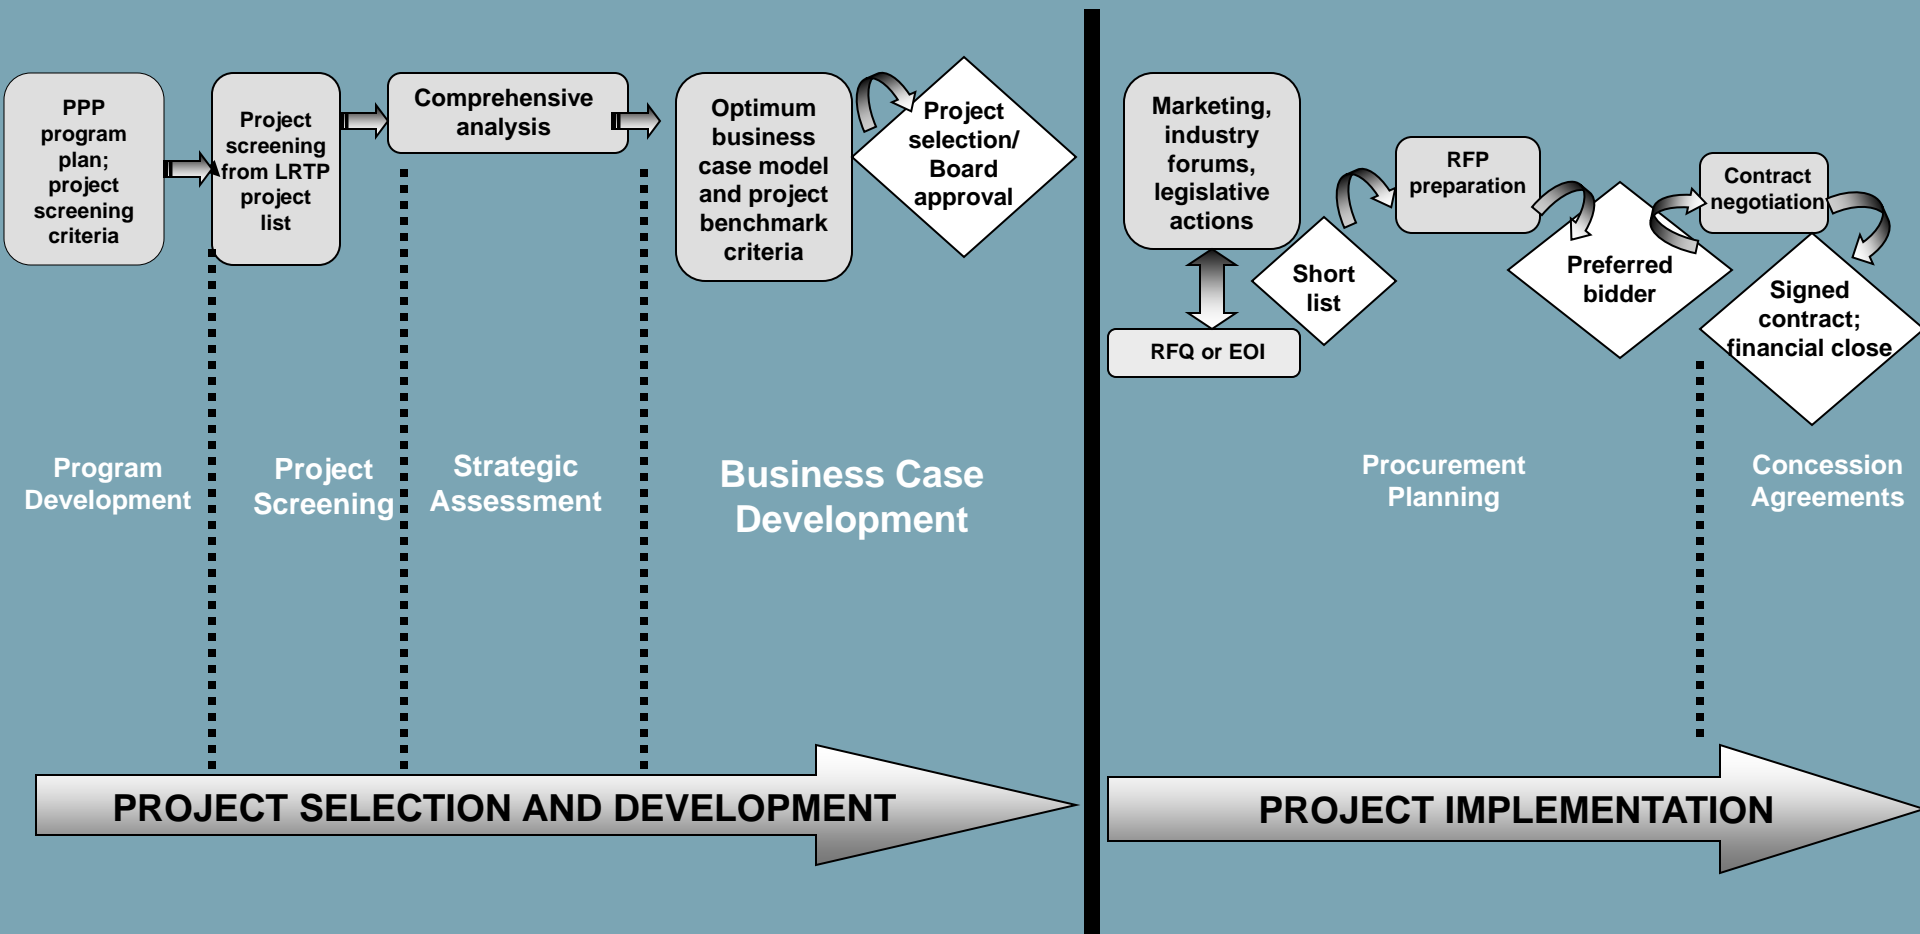 PPP
program
plan;
project
screening
criteria
Project
screening
from LRTP
project
list
Comprehensive
analysis
Optimum
business
case model
and project
benchmark
criteria
Project
selection/
Board
approval
Marketing,
industry
forums,
legislative
actions
RFQ or EOI
Short
list
RFP
preparation
Preferred
bidder
Contract
negotiation
Signed
contract;
financial close
Program
Development
Project
Screening
Strategic
Assessment
Business Case
Development
Procurement
Planning
Concession
Agreements
PROJECT SELECTION AND DEVELOPMENT
PROJECT IMPLEMENTATION